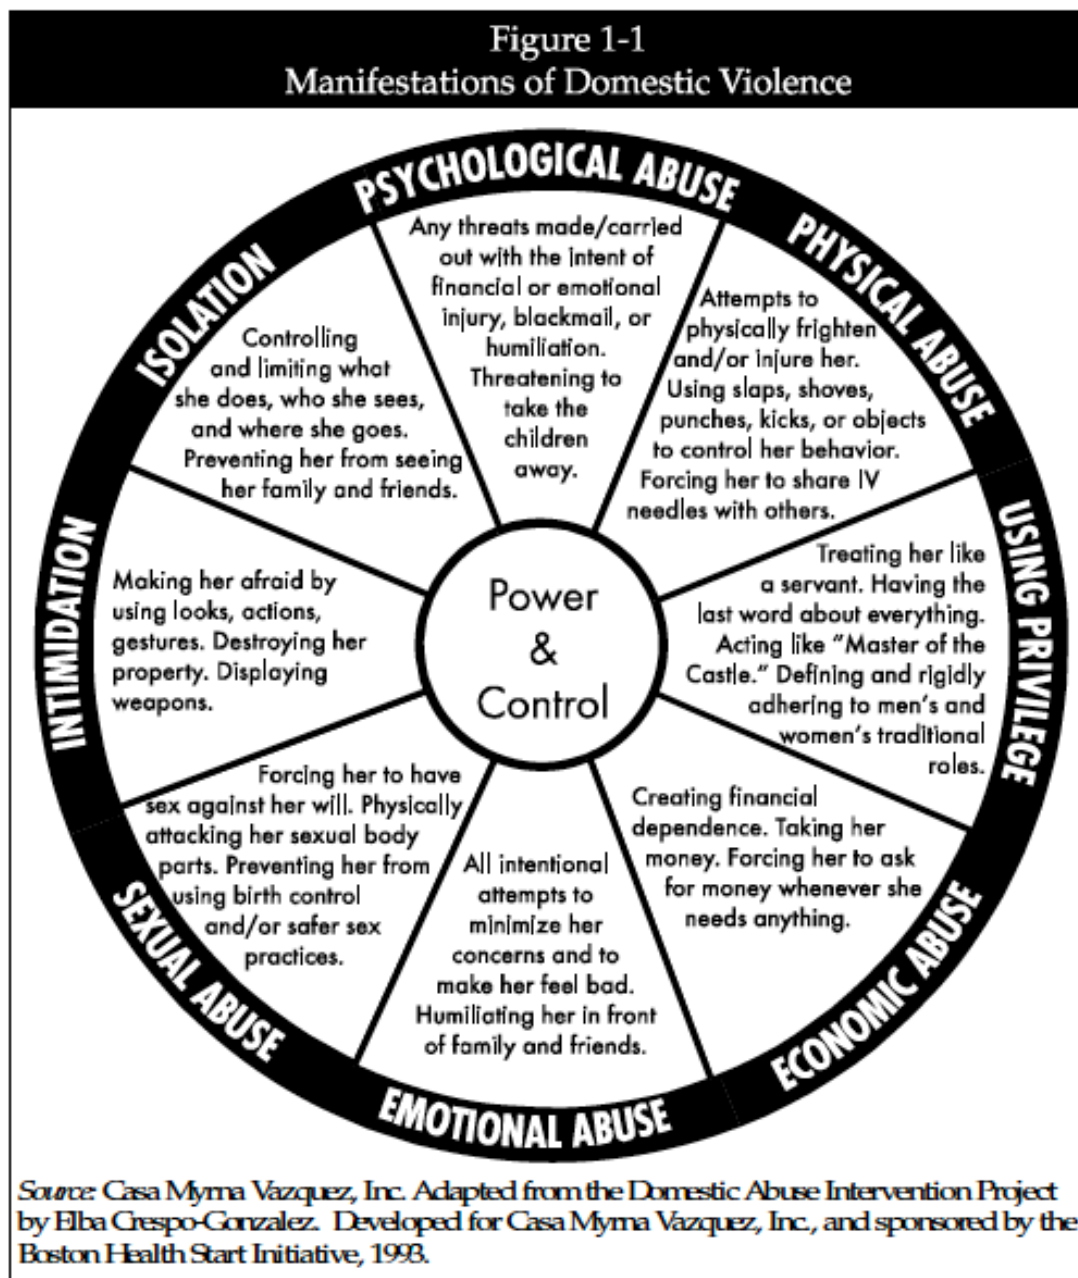 Figure 1-1
Manifestations of Domestic Violence
PSYCHOLOGICAL ABUSE
Any threats made/carried
out with the intent of
financial or emotional
injury, blackmail, or
humiliation.
Threatening to
take the
children
away.
PHYSICAL ABUSE
Attempts to
physically frighten
and/or injure her.
Using slaps, shoves,
punches, kicks, or objects
to control her behavior.
Forcing her to share IV
needles with others.
USING PRIVILEGE
Treating her like
a servant. Having the
last word about everything.
Acting like "Master of the
Castle." Defining and rigidly
adhering to men's and
women's traditional
roles.
ECONOMIC ABUSE
Creating financial
dependence. Taking her
money. Forcing her to ask
for money whenever she
needs anything.
EMOTIONAL ABUSE
All intentional
attempts to
minimize her
concerns and to
make her feel bad.
Humiliating her in front
of family and friends.
SEXUAL ABUSE
Forcing her to have
sex against her will. Physically
attacking her sexual body
parts. Preventing her from
using birth control
and/or safer sex
practices.
INTIMIDATION
Making her afraid by
using looks, actions,
gestures. Destroying her
property. Displaying
weapons.
ISOLATION
Controlling
and limiting what
she does, who she sees,
and where she goes.
Preventing her from seeing
her family and friends.
Power
&
Control
Source: Casa Myrna Vazquez, Inc. Adapted from the Domestic Abuse Intervention Project
by Elba Crespo-Gonzalez. Developed for Casa Myrna Vazquez, Inc., and sponsored by the
Boston Health Start Initiative, 1993.